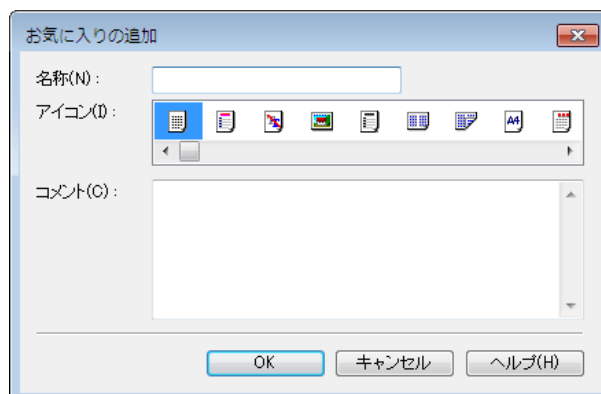 お気に入りの追加
名称(N):
アイコン(I):
A4
コメント(C):
OK
キャンセル
ヘルプ(H)